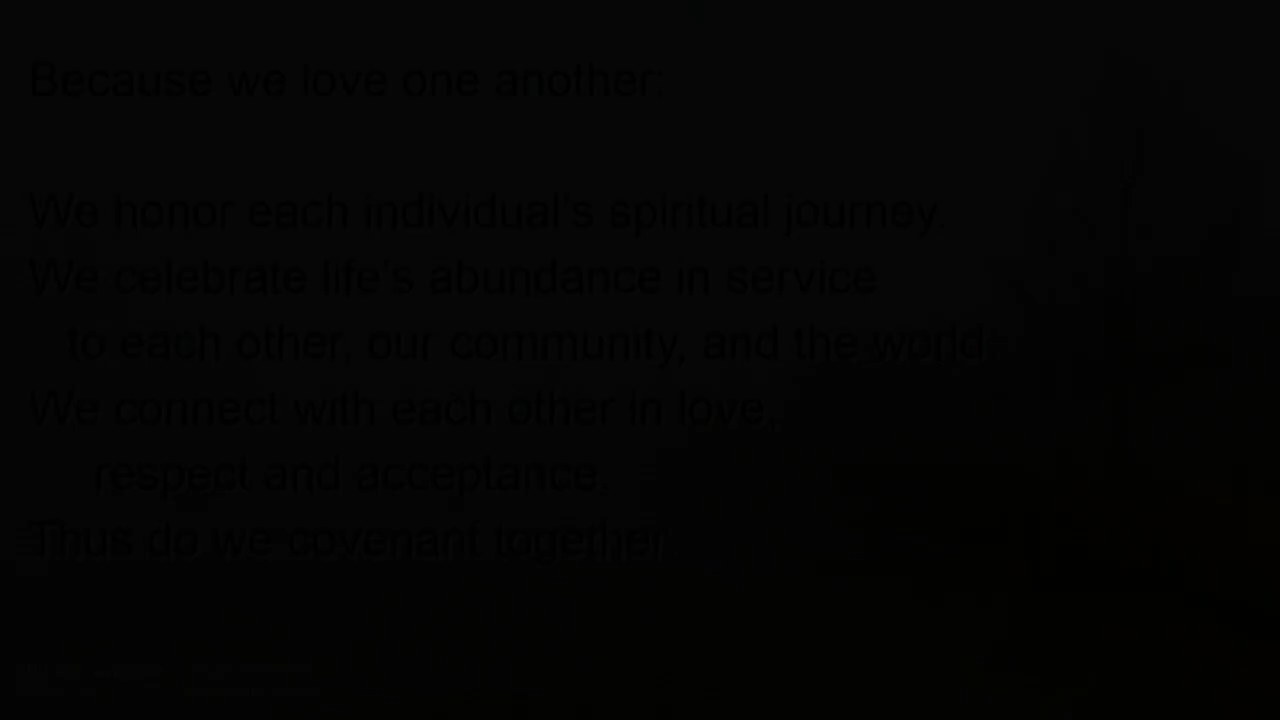 Because we love one another:
We honor each individual's spiritual journey.
We celebrate life's abundance in service
to each other, our community, and the world.
We connect with each other in love,
respect and acceptance.
Thus do we covenant together.